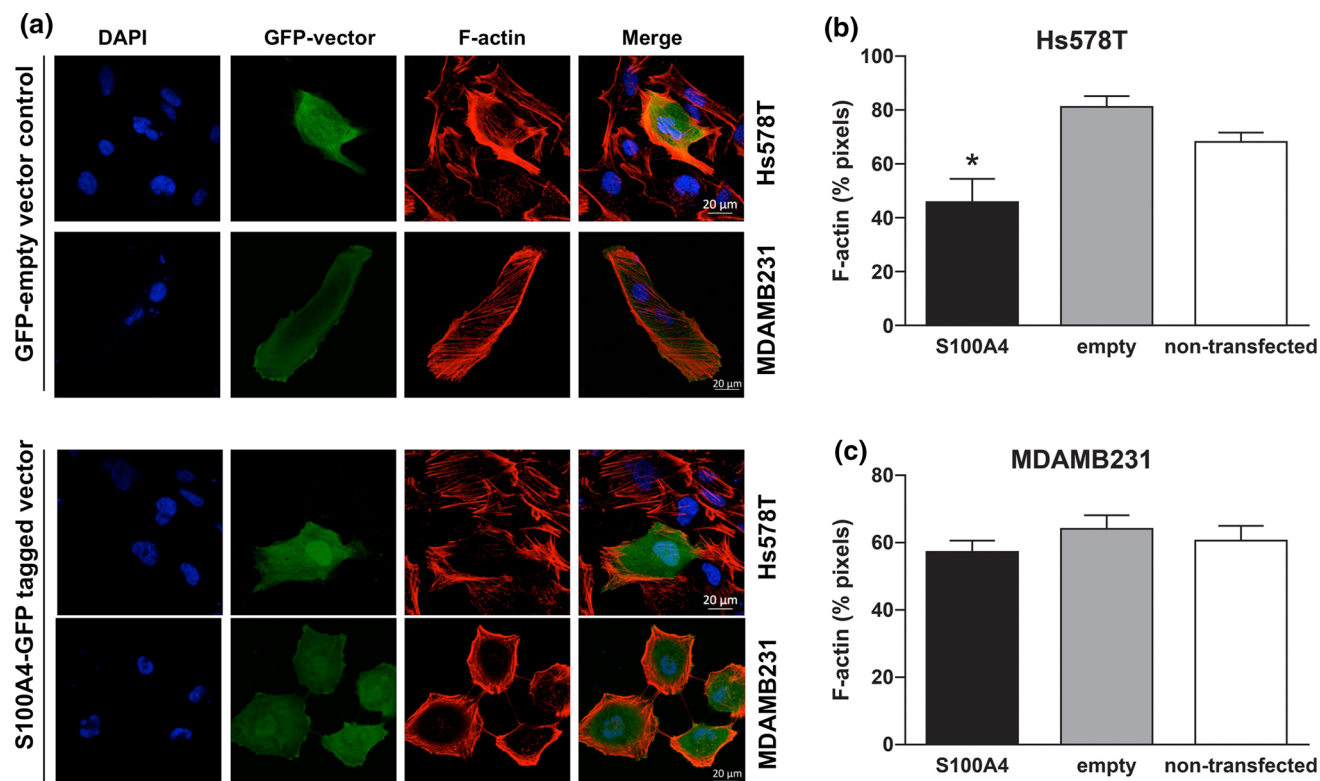 (a)
DAPI GFP-vector F-actin Merge
GFP-empty vector control
Hs578T
20 µm
MDAMB231
20 µm
S100A4-GFP tagged vector
Hs578T
20 µm
MDAMB231
20 µm
(b)
Hs578T
F-actin (% pixels)
100
80
60
40
20
0
*
S100A4 empty non-transfected
(c)
MDAMB231
F-actin (% pixels)
80
60
40
20
0
S100A4 empty non-transfected